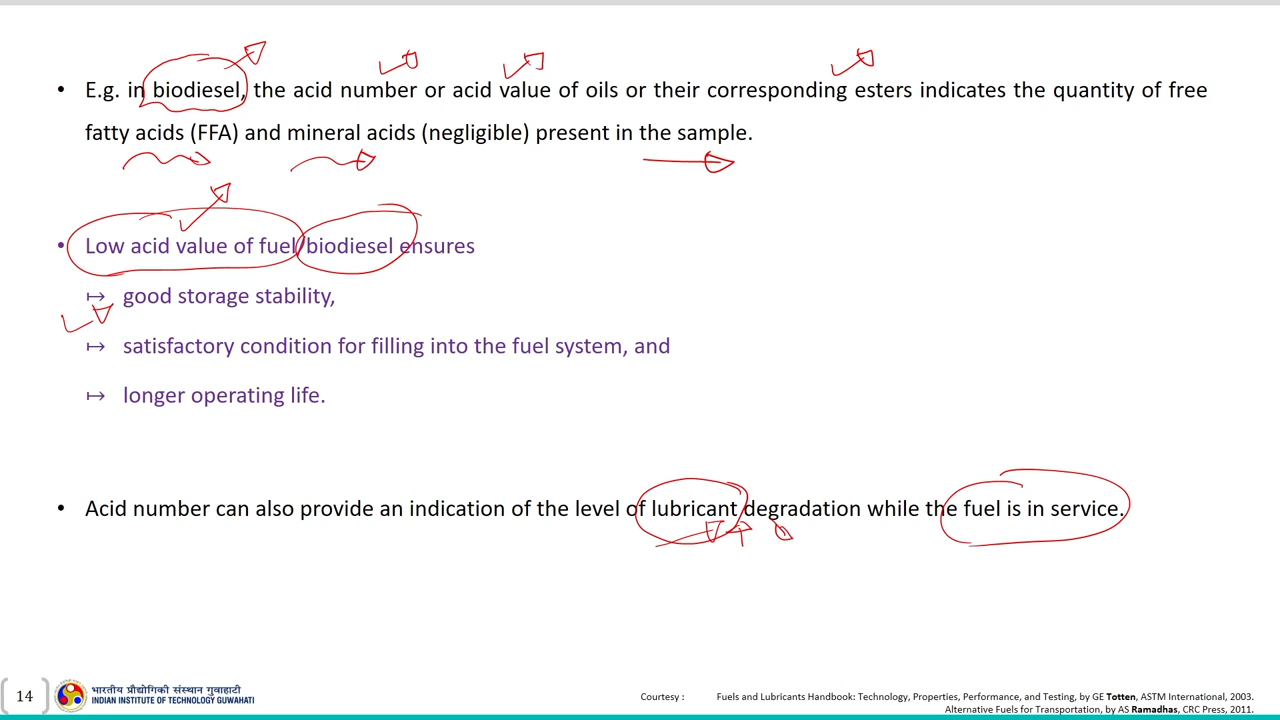 • E.g. in biodiesel, the acid number or acid value of oils or their corresponding esters indicates the quantity of free
fatty acids (FFA) and mineral acids (negligible) present in the sample.
• Low acid value of fuel/biodiesel ensures
↦ good storage stability,
↦ satisfactory condition for filling into the fuel system, and
↦ longer operating life.
• Acid number can also provide an indication of the level of lubricant degradation while the fuel is in service.
14
भारतीय प्रौद्योगिकी संस्थान गुवाहाटी
INDIAN INSTITUTE OF TECHNOLOGY GUWAHATI
Courtesy : Fuels and Lubricants Handbook: Technology, Properties, Performance, and Testing, by GE Totten, ASTM International, 2003.
Alternative Fuels for Transportation, by AS Ramadhas, CRC Press, 2011.